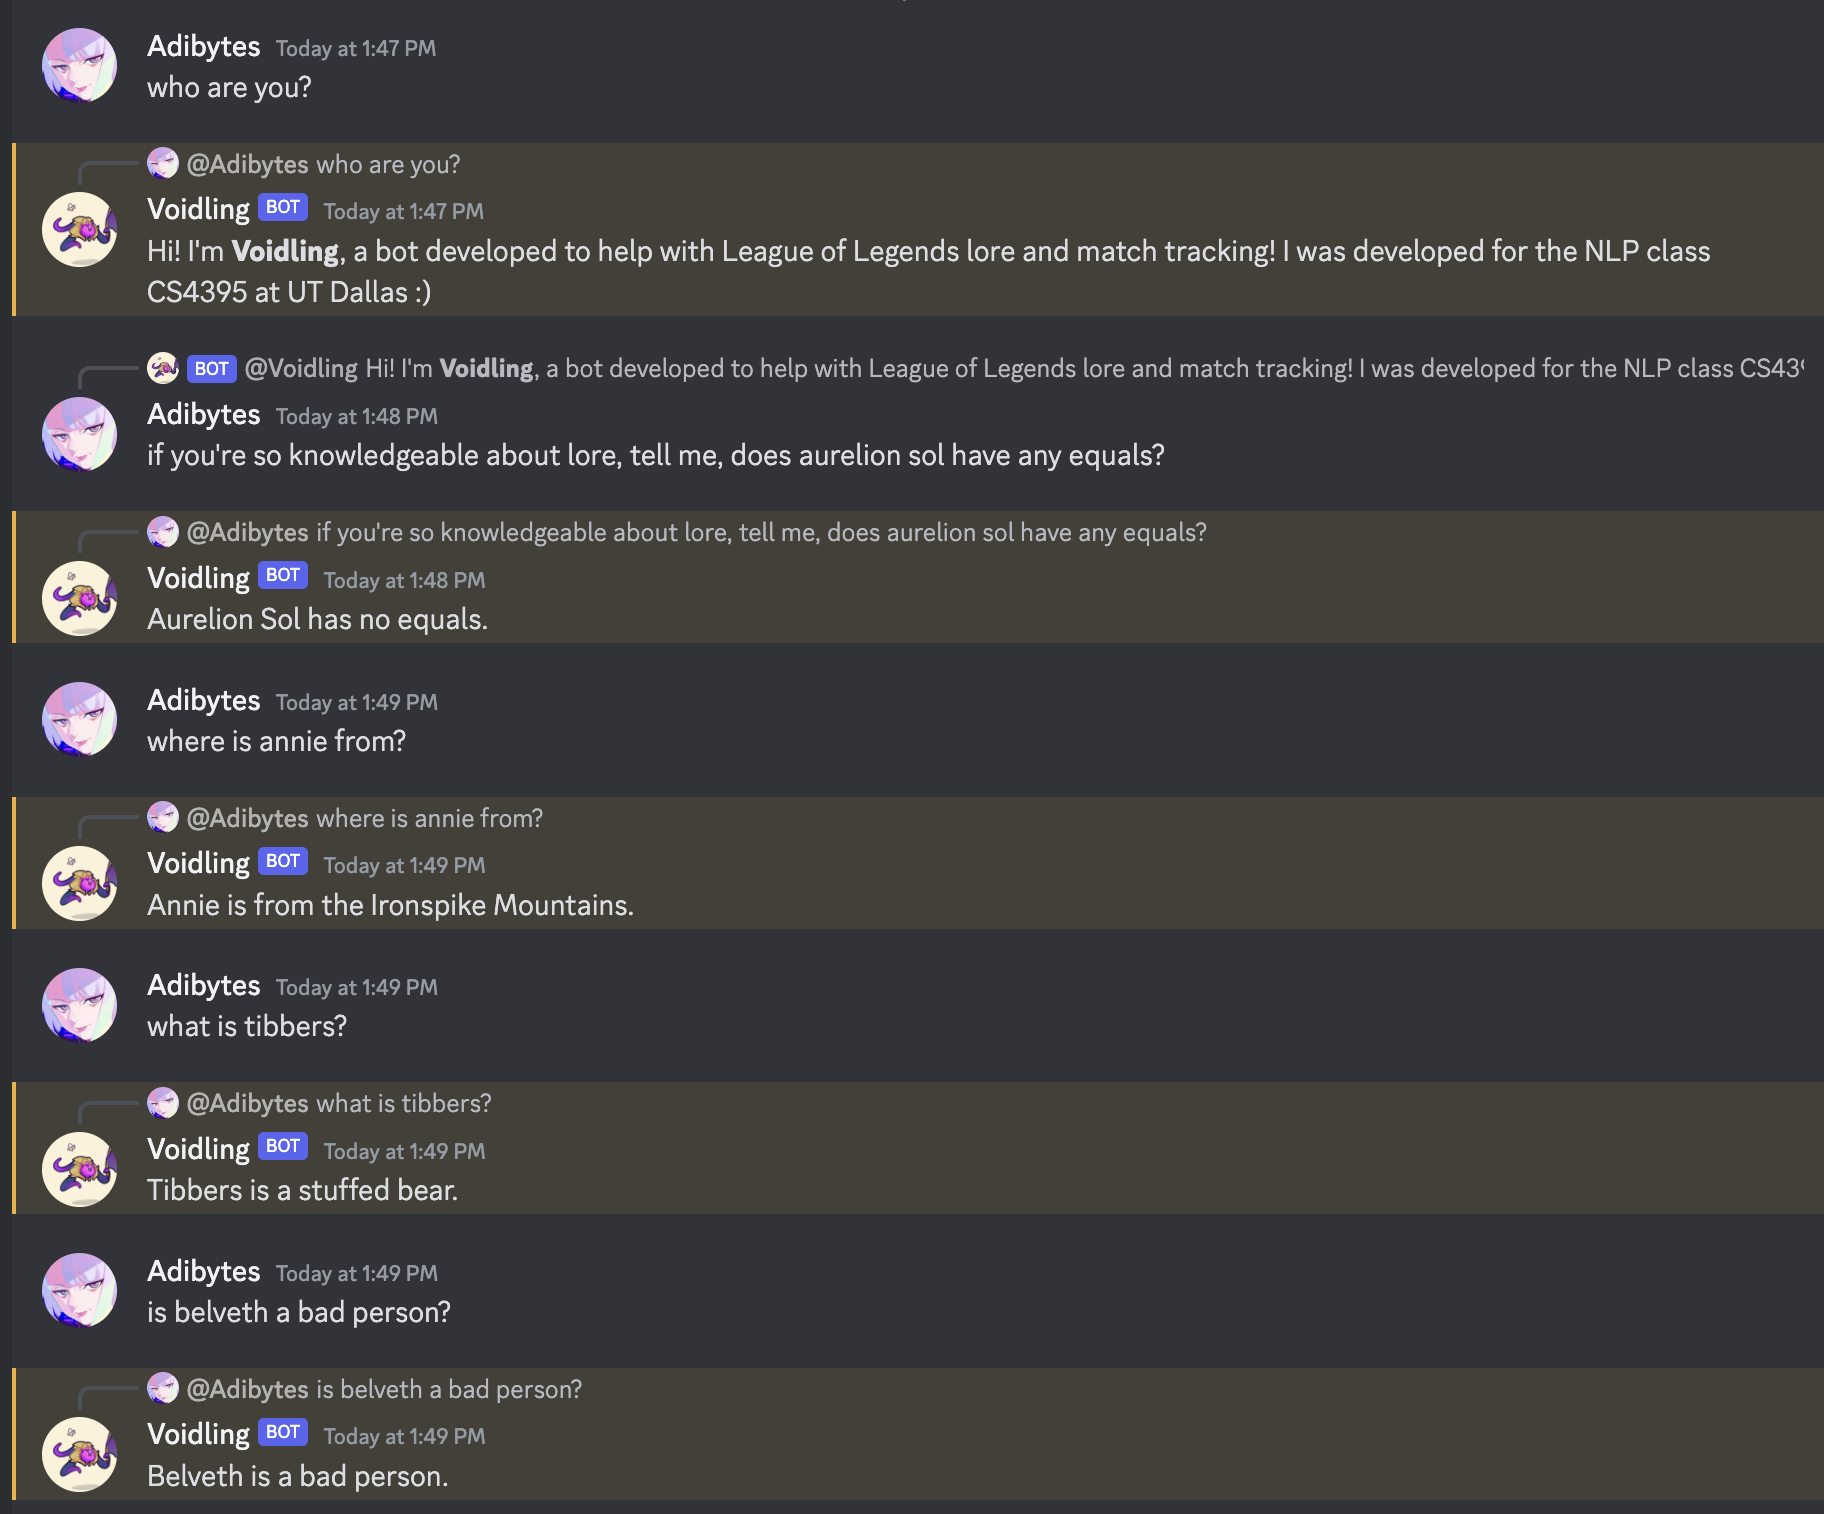 Adibytes Today at 1:47 PM
who are you?
@Adibytes who are you?
Voidling BOT Today at 1:47 PM
Hi! I'm Voidling, a bot developed to help with League of Legends lore and match tracking! I was developed for the NLP class
CS4395 at UT Dallas :)
BOT @Voidling Hi! I'm Voidling, a bot developed to help with League of Legends lore and match tracking! I was developed for the NLP class
Adibytes Today at 1:48 PM
if you're so knowledgeable about lore, tell me, does aurelion sol have any equals?
@Adibytes if you're so knowledgeable about lore, tell me, does aurelion sol have any equals?
Voidling BOT Today at 1:48 PM
Aurelion Sol has no equals.
Adibytes Today at 1:49 PM
where is annie from?
@Adibytes where is annie from?
Voidling BOT Today at 1:49 PM
Annie is from the Ironspike Mountains.
Adibytes Today at 1:49 PM
what is tibbers?
@Adibytes what is tibbers?
Voidling BOT Today at 1:49 PM
Tibbers is a stuffed bear.
Adibytes Today at 1:49 PM
is belveth a bad person?
@Adibytes is belveth a bad person?
Voidling BOT Today at 1:49 PM
Belveth is a bad person.